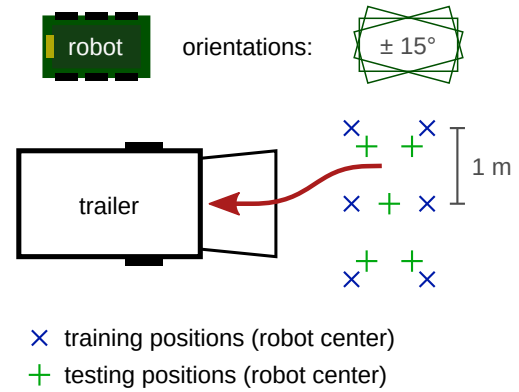 robot
orientations:
± 15°
1 m
trailer
training positions (robot center)
testing positions (robot center)